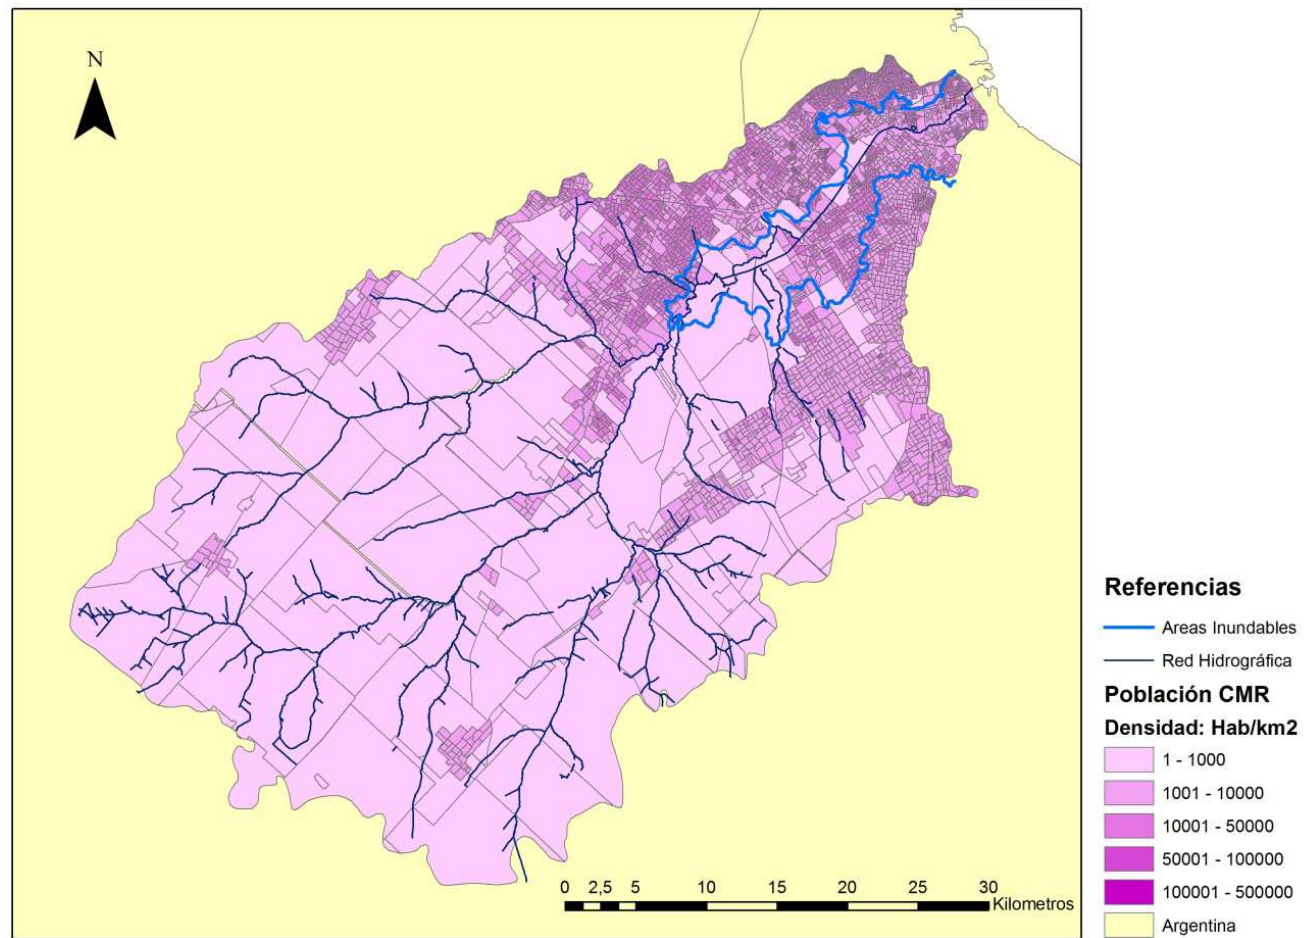 N
Referencias
Areas Inundables
Red Hidrográfica
Población CMR
Densidad: Hab/km2
1 - 1000
1001 - 10000
10001 - 50000
50001 - 100000
100001 - 500000
Argentina
0 2,5 5 10 15 20 25 30
Kilometros